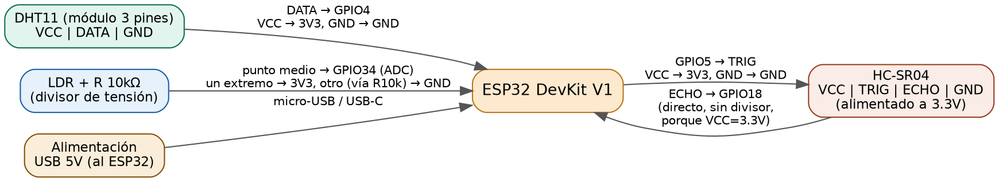 DHT11 (módulo 3 pines)
VCC | DATA | GND
DATA → GPIO4
VCC → 3V3, GND → GND
LDR + R 10kΩ
(divisor de tensión)
punto medio → GPIO34 (ADC)
un extremo → 3V3, otro (vía R10k) → GND
micro-USB / USB-C
Alimentación
USB 5V (al ESP32)
ESP32 DevKit V1
GPIO5 → TRIG
VCC → 3V3, GND → GND
ECHO → GPIO18
(directo, sin divisor,
porque VCC=3.3V)
HC-SR04
VCC | TRIG | ECHO | GND
(alimentado a 3.3V)